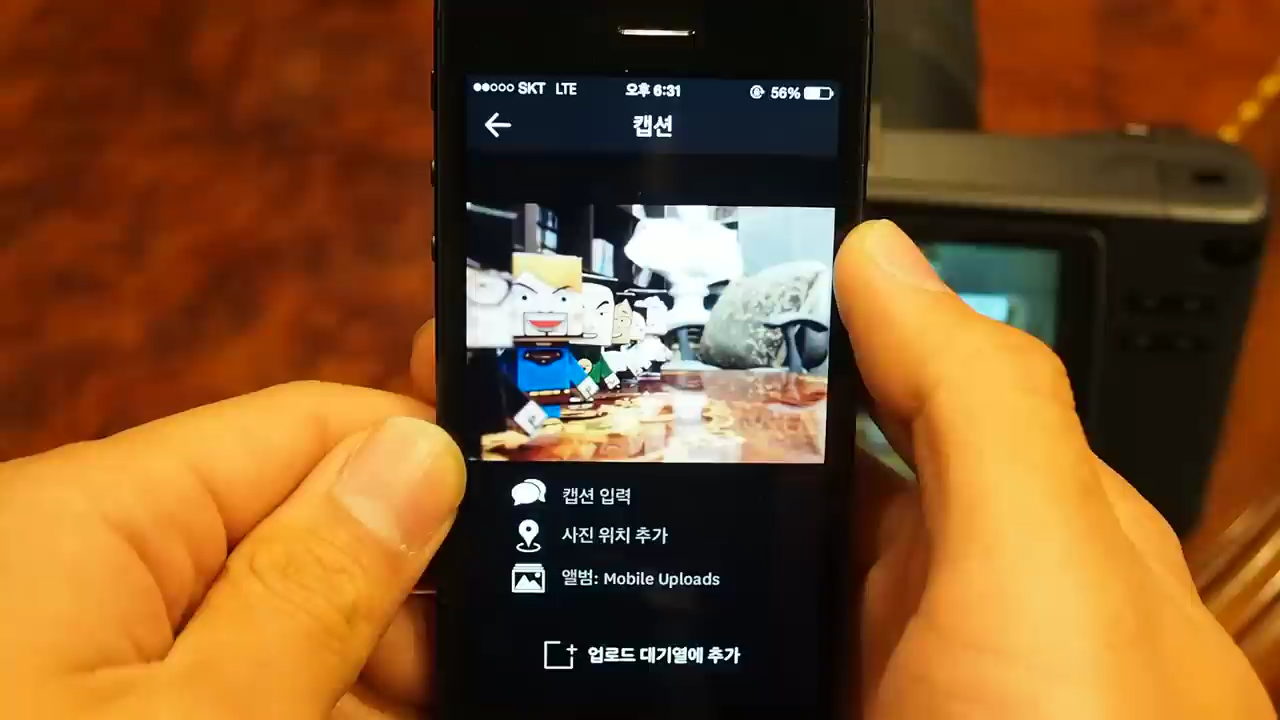 SKT LTE 오후 6:31 56%
캡션
캡션 입력
사진 위치 추가
앨범: Mobile Uploads
업로드 대기열에 추가